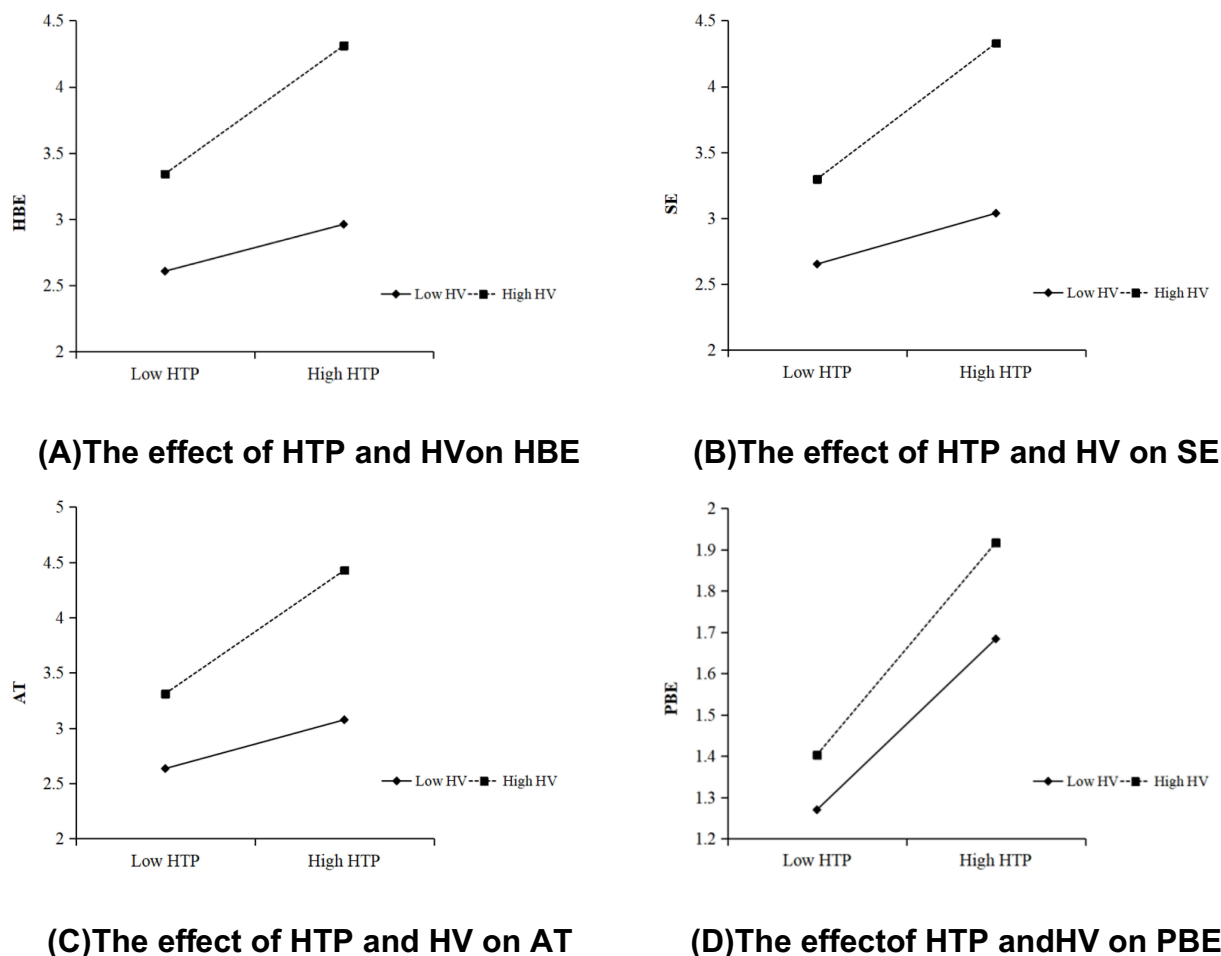 4.5
4
3.5
3
2.5
2
HBE
Low HTP
High HTP
Low HV
High HV
(A)The effect of HTP and HVon HBE
4.5
4
3.5
3
2.5
2
SE
Low HTP
High HTP
Low HV
High HV
(B)The effect of HTP and HV on SE
5
4.5
4
3.5
3
2.5
2
AT
Low HTP
High HTP
Low HV
High HV
(C)The effect of HTP and HV on AT
2
1.9
1.8
1.7
1.6
1.5
1.4
1.3
1.2
PBE
Low HTP
High HTP
Low HV
High HV
(D)The effectof HTP andHV on PBE